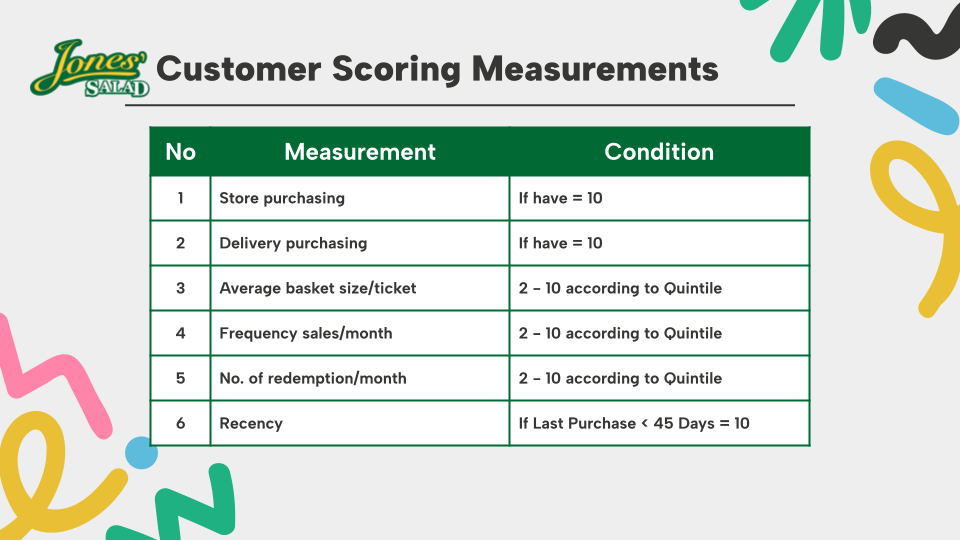 Jones'
SALAD
Customer Scoring Measurements
No Measurement Condition
1 Store purchasing If have = 10
2 Delivery purchasing If have = 10
3 Average basket size/ticket 2 - 10 according to Quintile
4 Frequency sales/month 2 - 10 according to Quintile
5 No. of redemption/month 2 - 10 according to Quintile
6 Recency If Last Purchase < 45 Days = 10